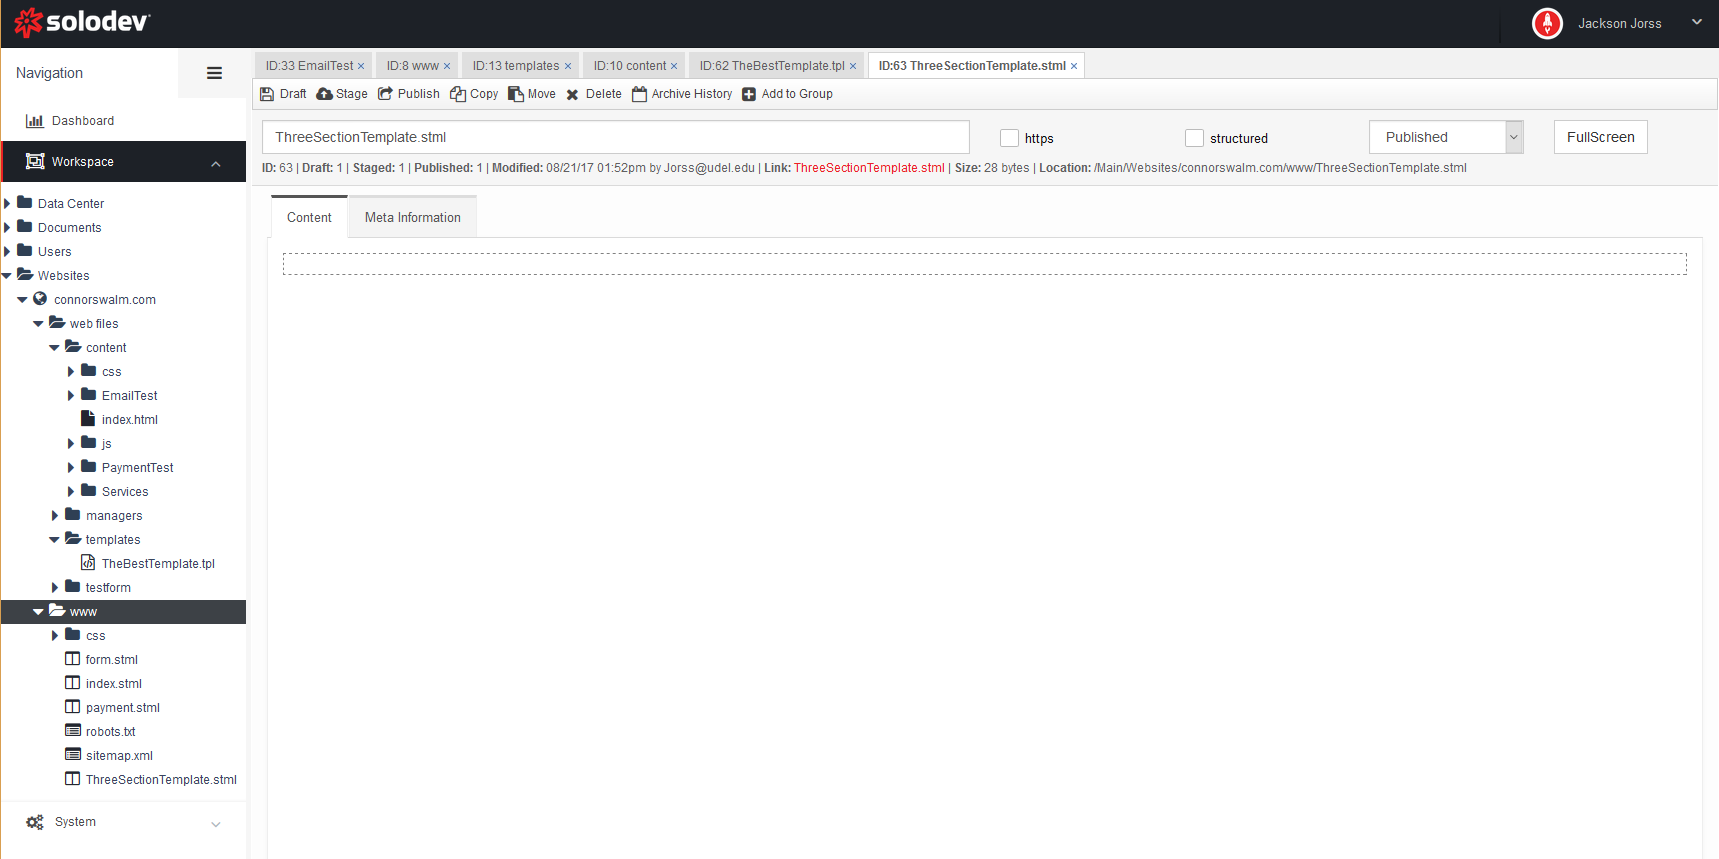 solodev
Jackson Jorss
Navigation
ID:33 EmailTest × ID:8 www × ID:13 templates × ID:10 content × ID:62 TheBestTemplate.tpl × ID:63 ThreeSectionTemplate.stml ×
Draft Stage Publish Copy Move Delete Archive History Add to Group
ThreeSectionTemplate.stml https structured Published FullScreen
ID: 63 | Draft: 1 | Staged: 1 | Published: 1 | Modified: 08/21/17 01:52pm by Jorss@udel.edu | Link: ThreeSectionTemplate.stml | Size: 28 bytes | Location: /Main/Websites/connorswalm.com/www/ThreeSectionTemplate.stml
Content Meta Information
Dashboard
Workspace
Data Center
Documents
Users
Websites
connorswalm.com
web files
content
css
EmailTest
index.html
js
PaymentTest
Services
managers
templates
TheBestTemplate.tpl
testform
www
css
form.stml
index.stml
payment.stml
robots.txt
sitemap.xml
ThreeSectionTemplate.stml
System